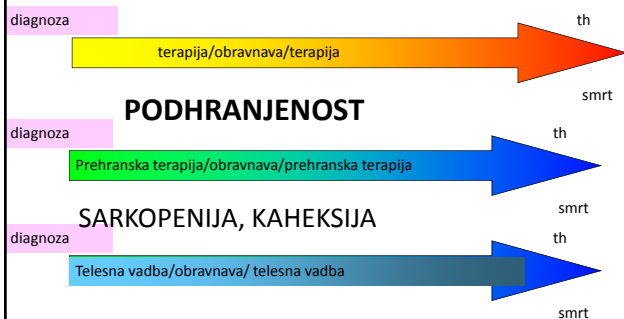 diagnoza
th
terapija/obravnava/terapija
smrt
PODHRANJENOST
diagnoza
th
Prehranska terapija/obravnava/prehranska terapija
smrt
SARKOPENIJA, KAHEKSIJA
diagnoza
th
Telesna vadba/obravnava/ telesna vadba
smrt